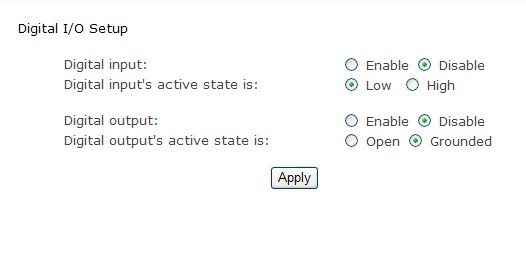 Digital I/O Setup
Digital input: Enable Disable
Digital input's active state is: Low High
Digital output: Enable Disable
Digital output's active state is: Open Grounded
Apply